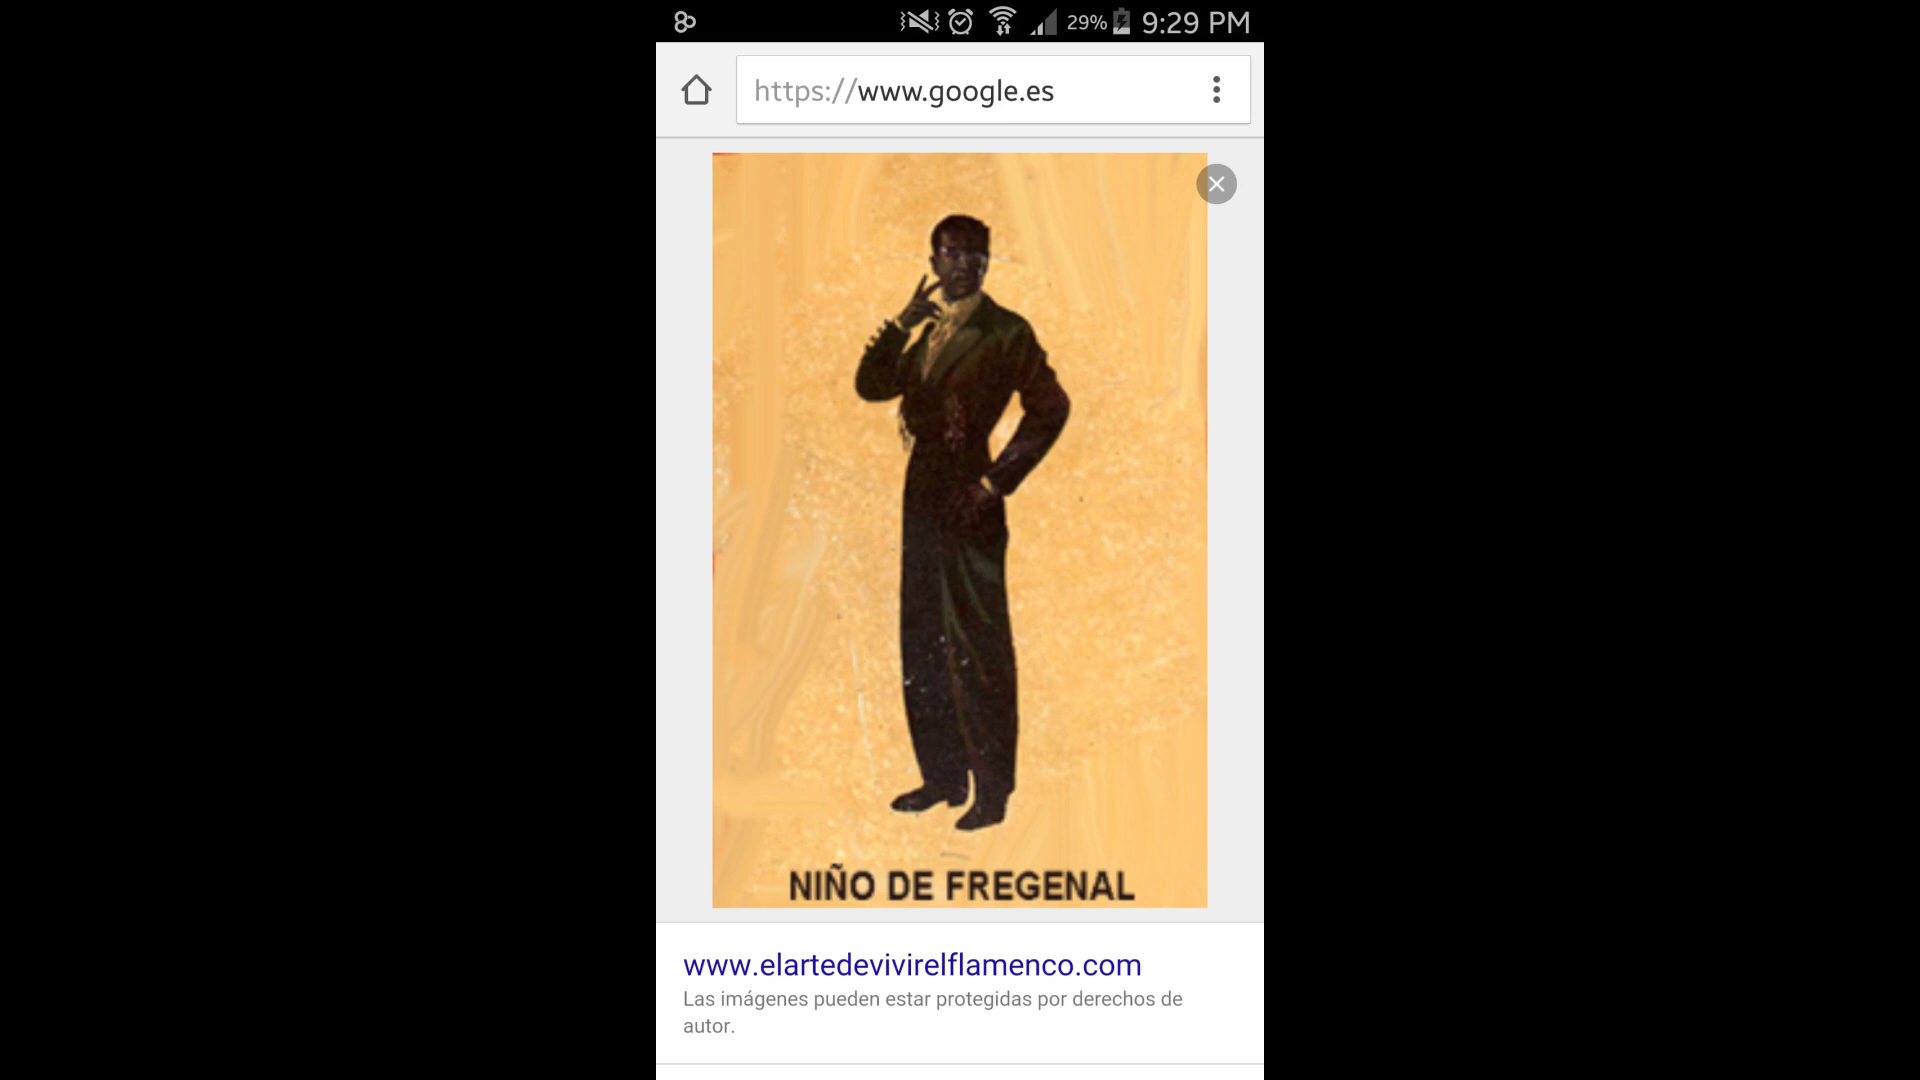 29% 9:29 PM
https://www.google.es
NIÑO DE FREGENAL
www.elartedevivirelflamenco.com
Las imágenes pueden estar protegidas por derechos de
autor.